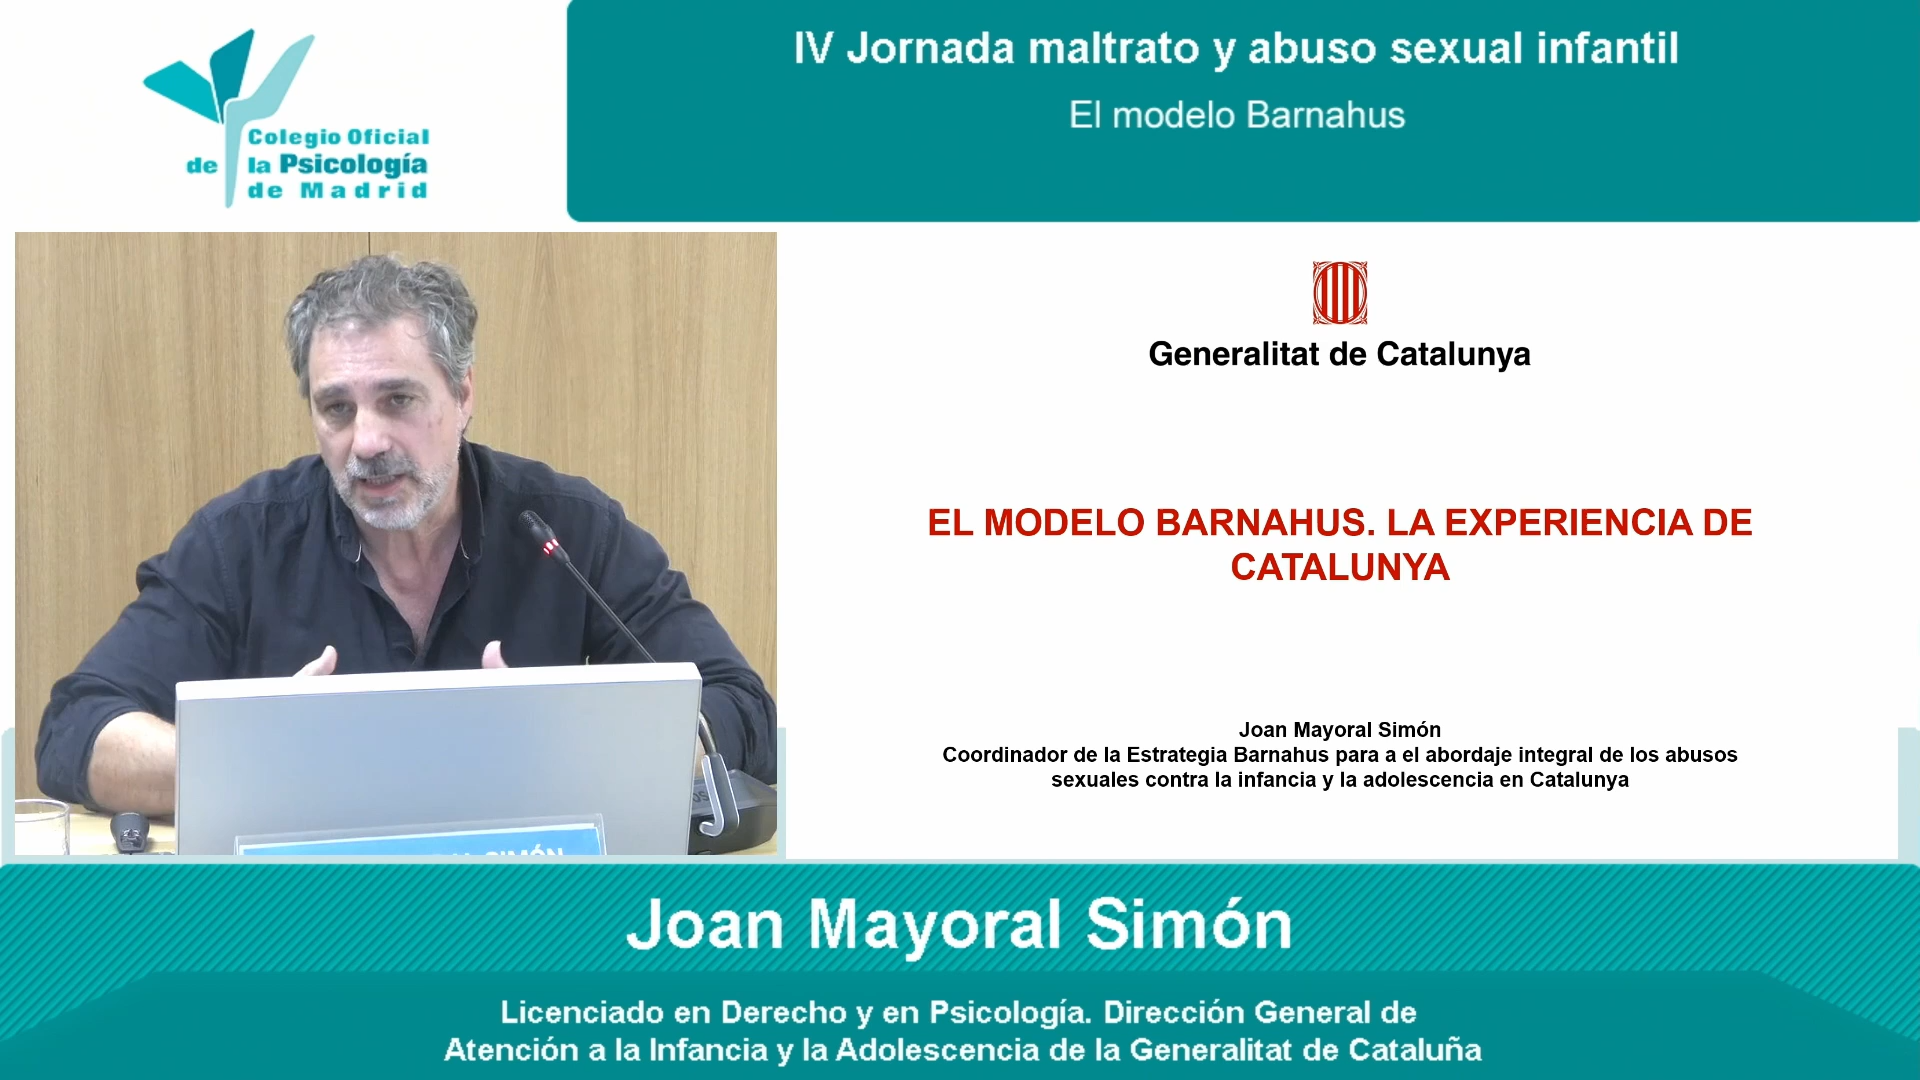 IV Jornada maltrato y abuso sexual infantil
El modelo Barnahus
Colegio Oficial
de la Psicología
de Madrid
Generalitat de Catalunya
EL MODELO BARNAHUS. LA EXPERIENCIA DE
CATALUNYA
Joan Mayoral Simón
Coordinador de la Estrategia Barnahus para a el abordaje integral de los abusos
sexuales contra la infancia y la adolescencia en Catalunya
SIMÓN
Joan Mayoral Simón
Licenciado en Derecho y en Psicología. Dirección General de
Atención a la Infancia y la Adolescencia de la Generalitat de Cataluña